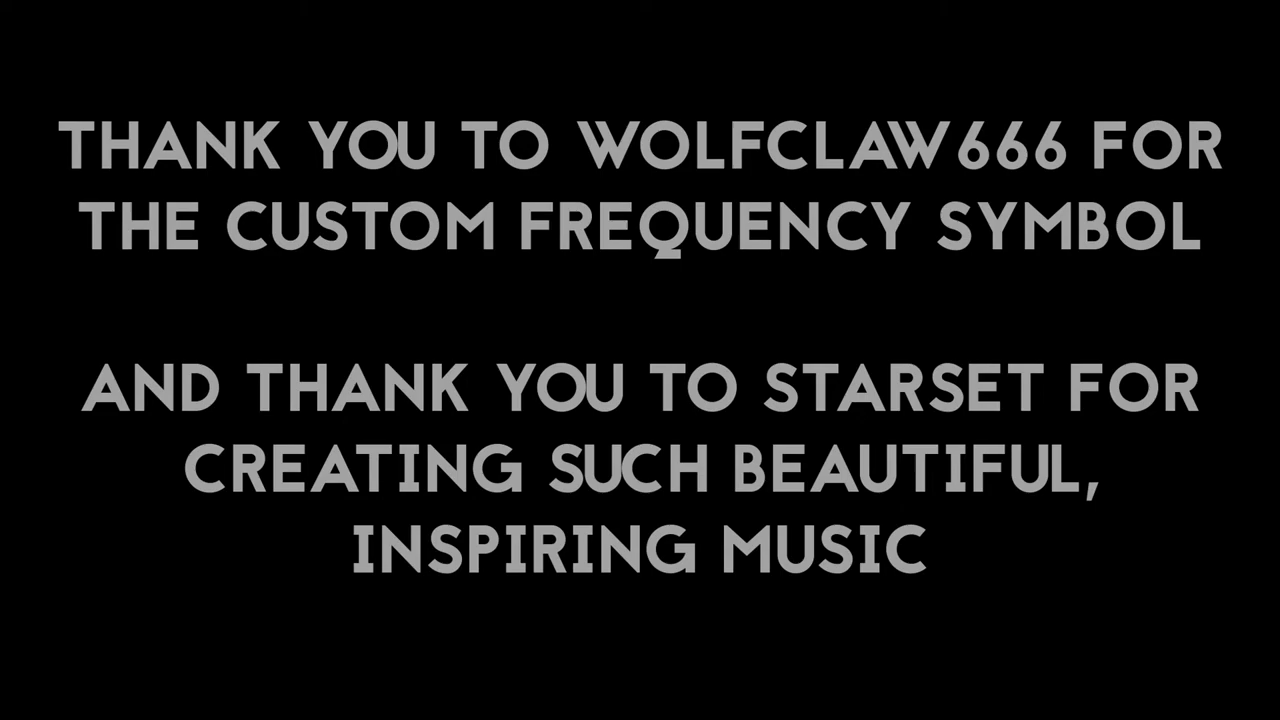 THANK YOU TO WOLFCLAW666 FOR
THE CUSTOM FREQUENCY SYMBOL
AND THANK YOU TO STARSET FOR
CREATING SUCH BEAUTIFUL,
INSPIRING MUSIC